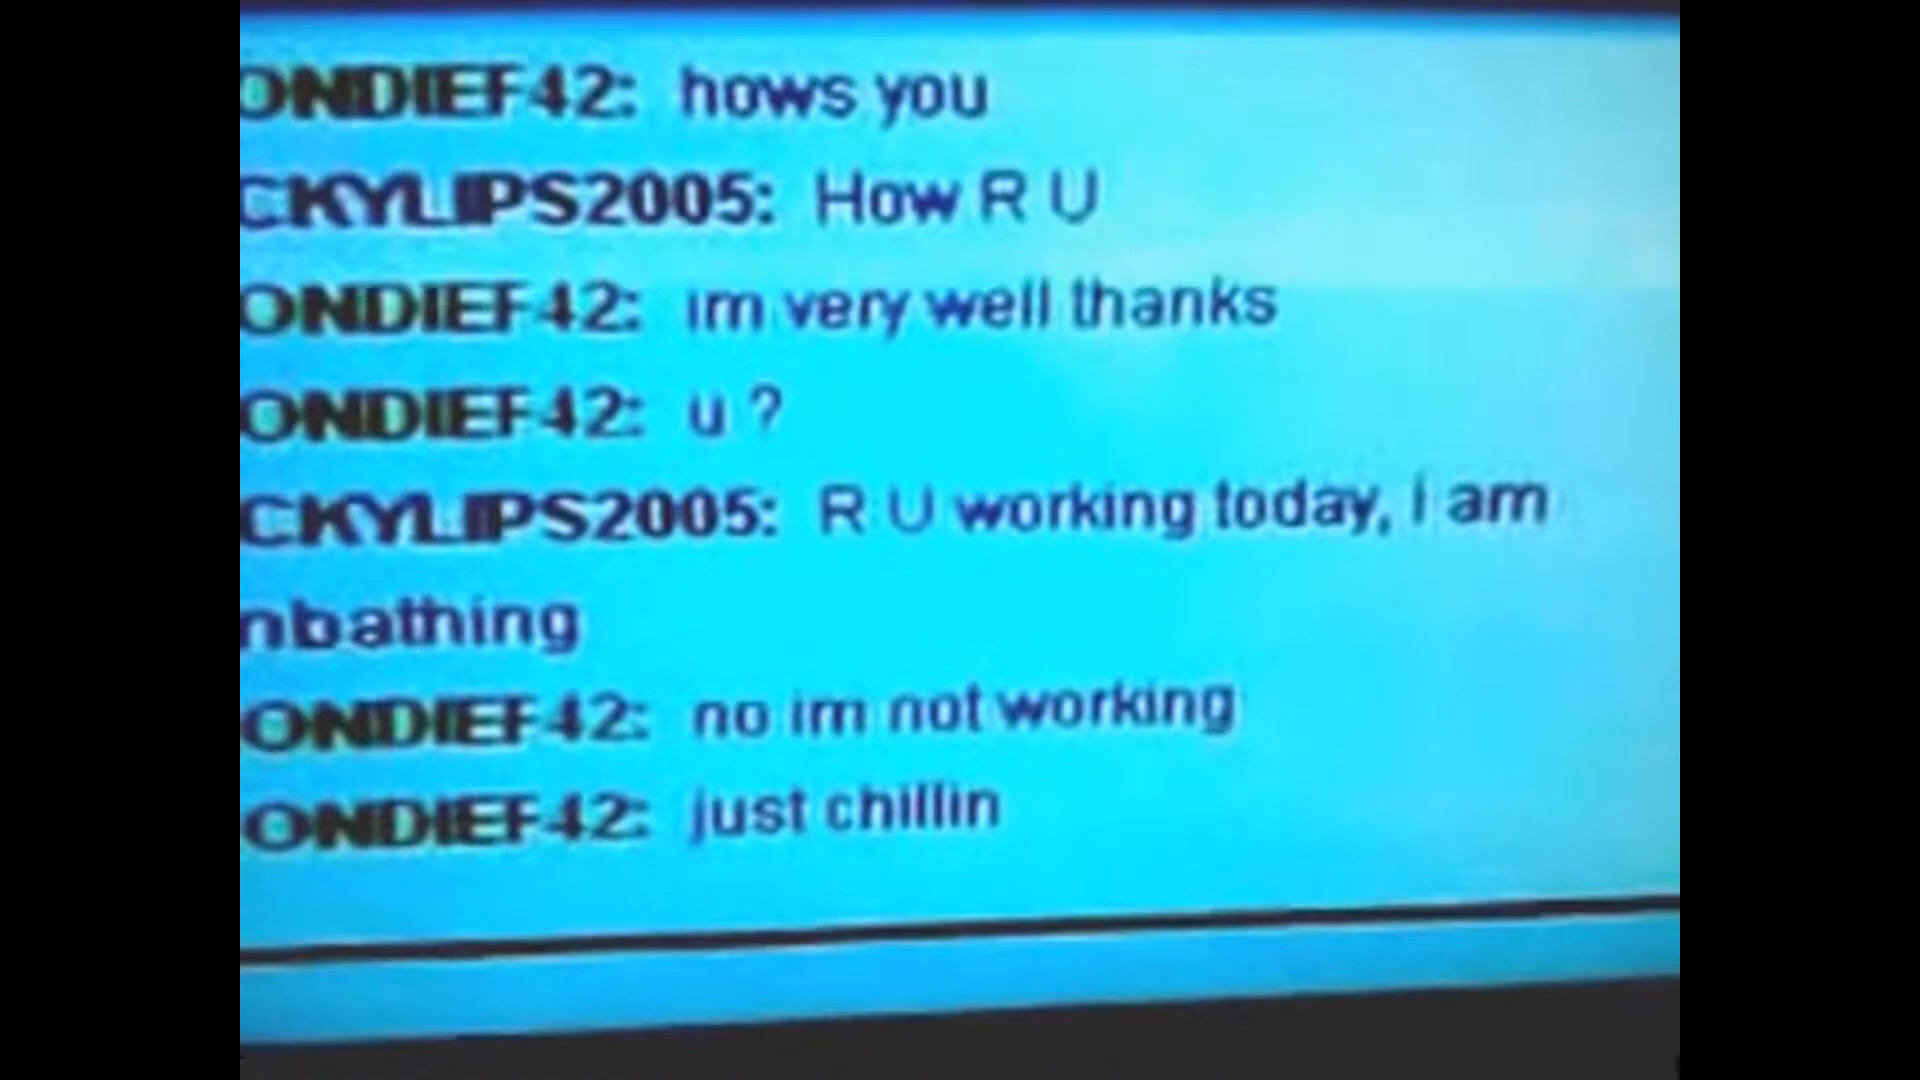 ONDIEF42: hows you
CKYLIPS2005: How R U
ONDIEF42: im very well thanks
ONDIEF42: u ?
CKYLIPS2005: R U working today, i am
nbathing
ONDIEF42: no im not working
ONDIEF42: just chillin